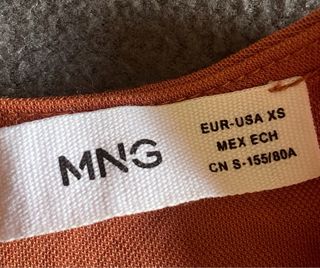 MNG
EUR-USA XS
MEX ECH
CN S-155/80A